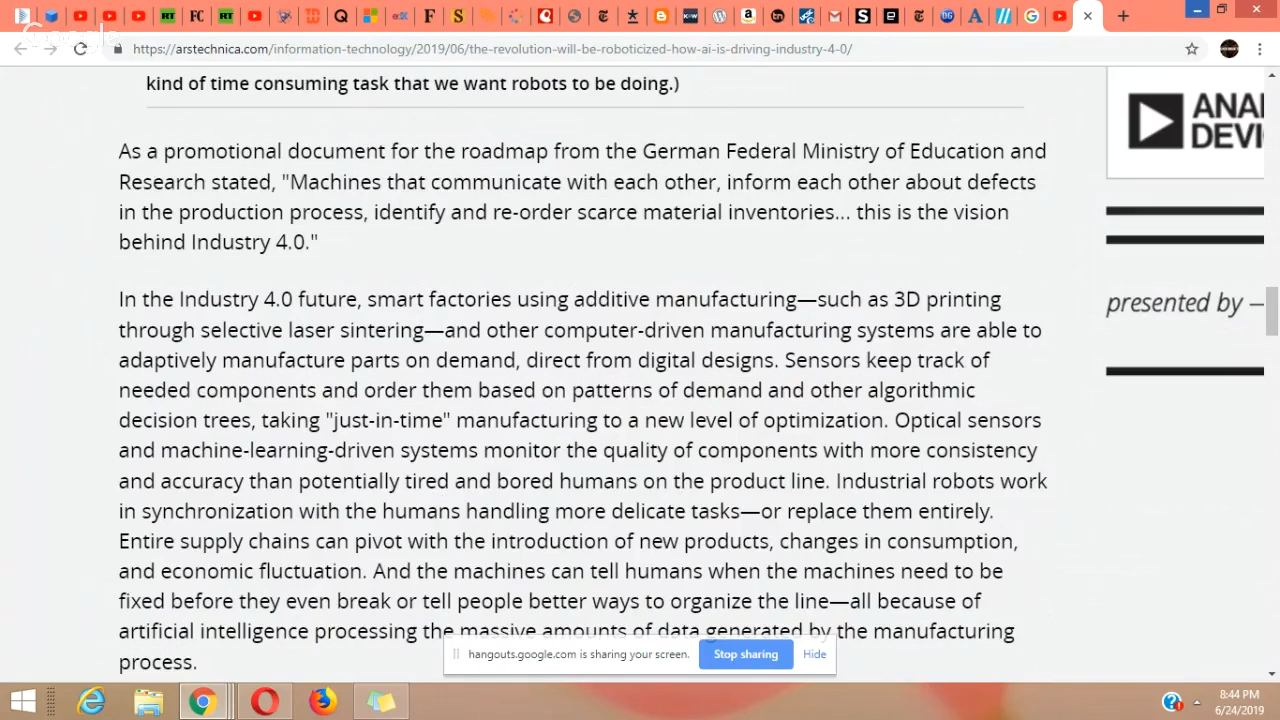 Google
https://arstechnica.com/information-technology/2019/06/the-revolution-will-be-roboticized-how-ai-is-driving-industry-4-0/
kind of time consuming task that we want robots to be doing.)
ANA
DEVI
As a promotional document for the roadmap from the German Federal Ministry of Education and
Research stated, "Machines that communicate with each other, inform each other about defects
in the production process, identify and re-order scarce material inventories... this is the vision
behind Industry 4.0."
presented by —
In the Industry 4.0 future, smart factories using additive manufacturing—such as 3D printing
through selective laser sintering—and other computer-driven manufacturing systems are able to
adaptively manufacture parts on demand, direct from digital designs. Sensors keep track of
needed components and order them based on patterns of demand and other algorithmic
decision trees, taking "just-in-time" manufacturing to a new level of optimization. Optical sensors
and machine-learning-driven systems monitor the quality of components with more consistency
and accuracy than potentially tired and bored humans on the product line. Industrial robots work
in synchronization with the humans handling more delicate tasks—or replace them entirely.
Entire supply chains can pivot with the introduction of new products, changes in consumption,
and economic fluctuation. And the machines can tell humans when the machines need to be
fixed before they even break or tell people better ways to organize the line—all because of
artificial intelligence processing the massive amounts of data generated by the manufacturing
process.
hangouts.google.com is sharing your screen. Stop sharing Hide
8:44 PM
6/24/2019